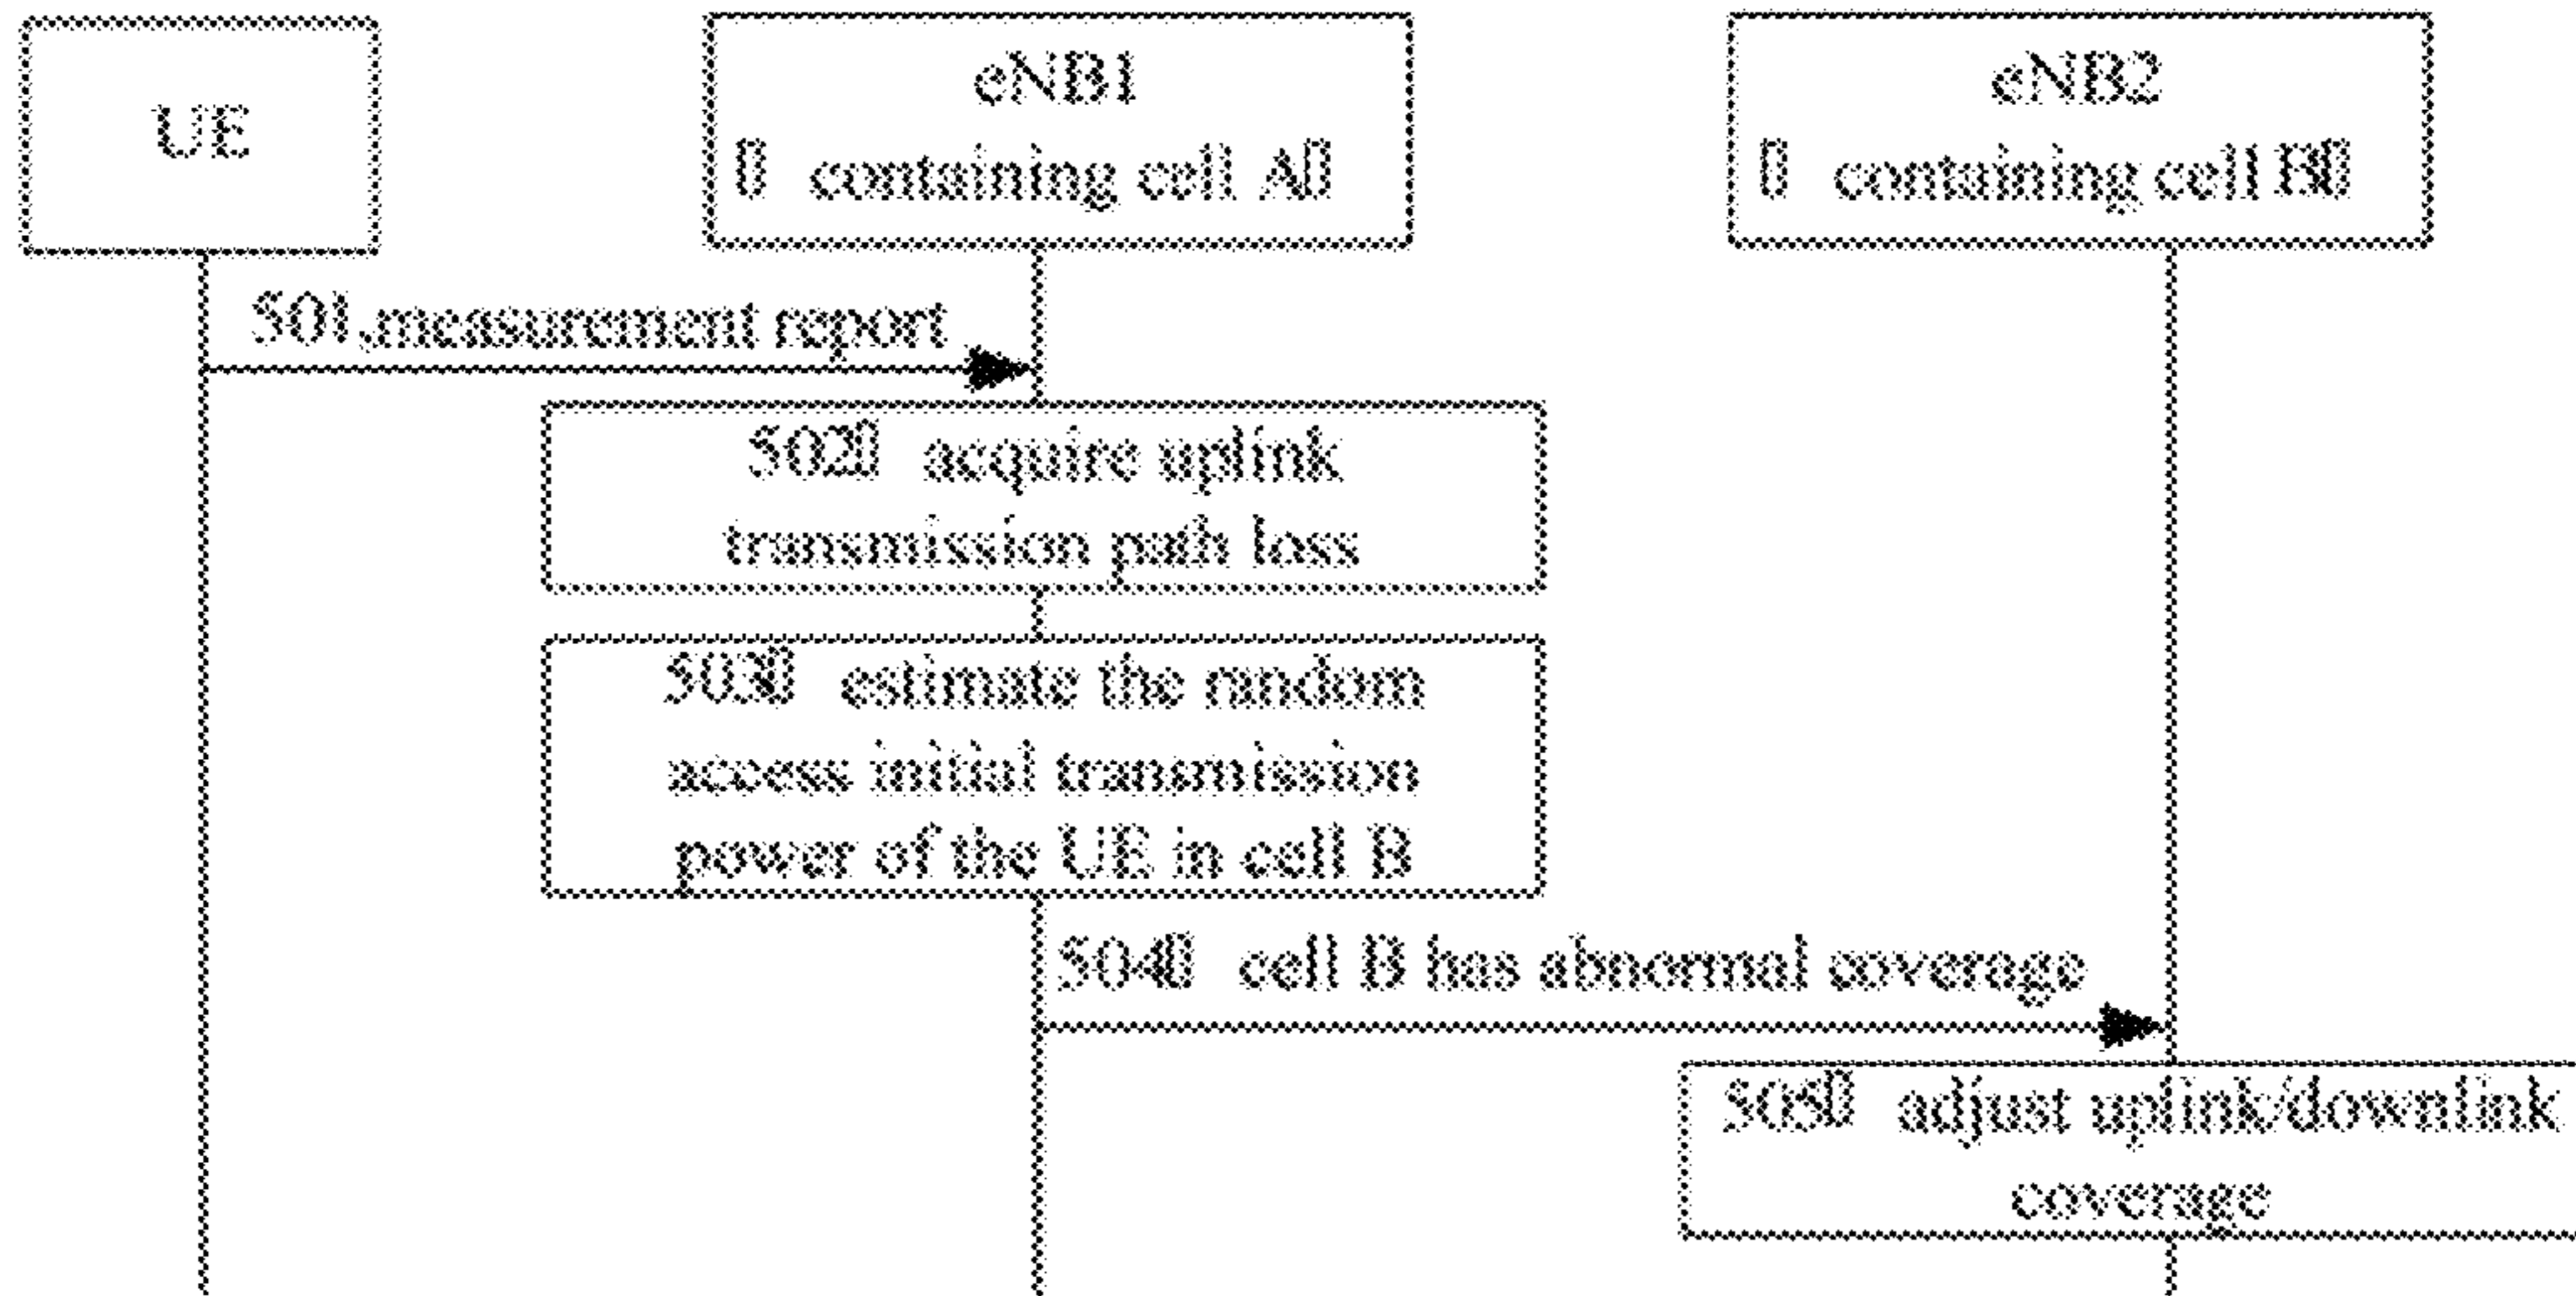 UE
eNB1
containing cell A
eNB2
containing cell B
501.measurement report
502 acquire uplink
transmission path loss
503 estimate the random
access initial transmission
power of the UE in cell B
504 cell B has abnormal coverage
505 adjust uplink/downlink
coverage